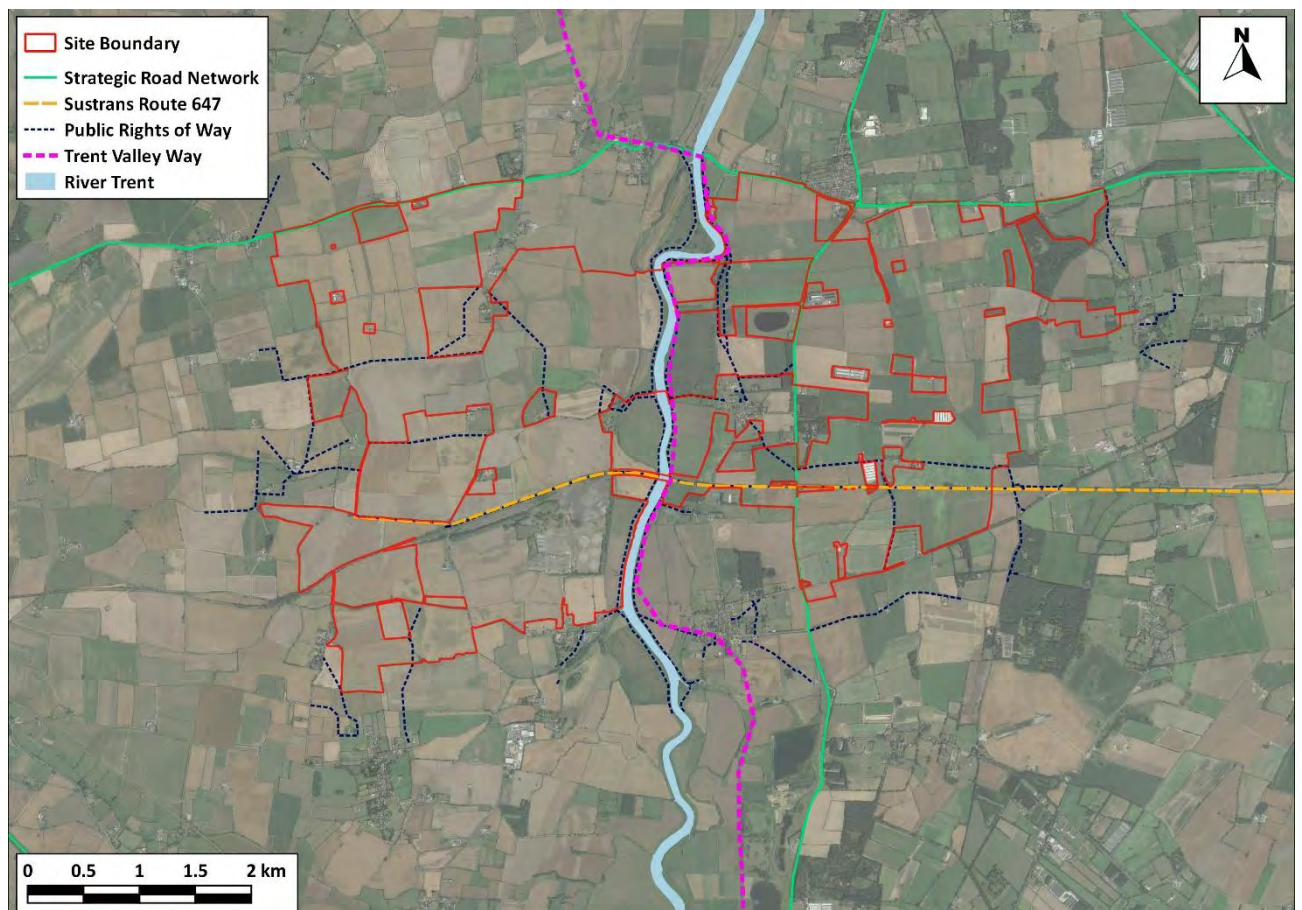 Site Boundary
Strategic Road Network
Sustrans Route 647
Public Rights of Way
Trent Valley Way
River Trent
N
0 0.5 1 1.5 2 km